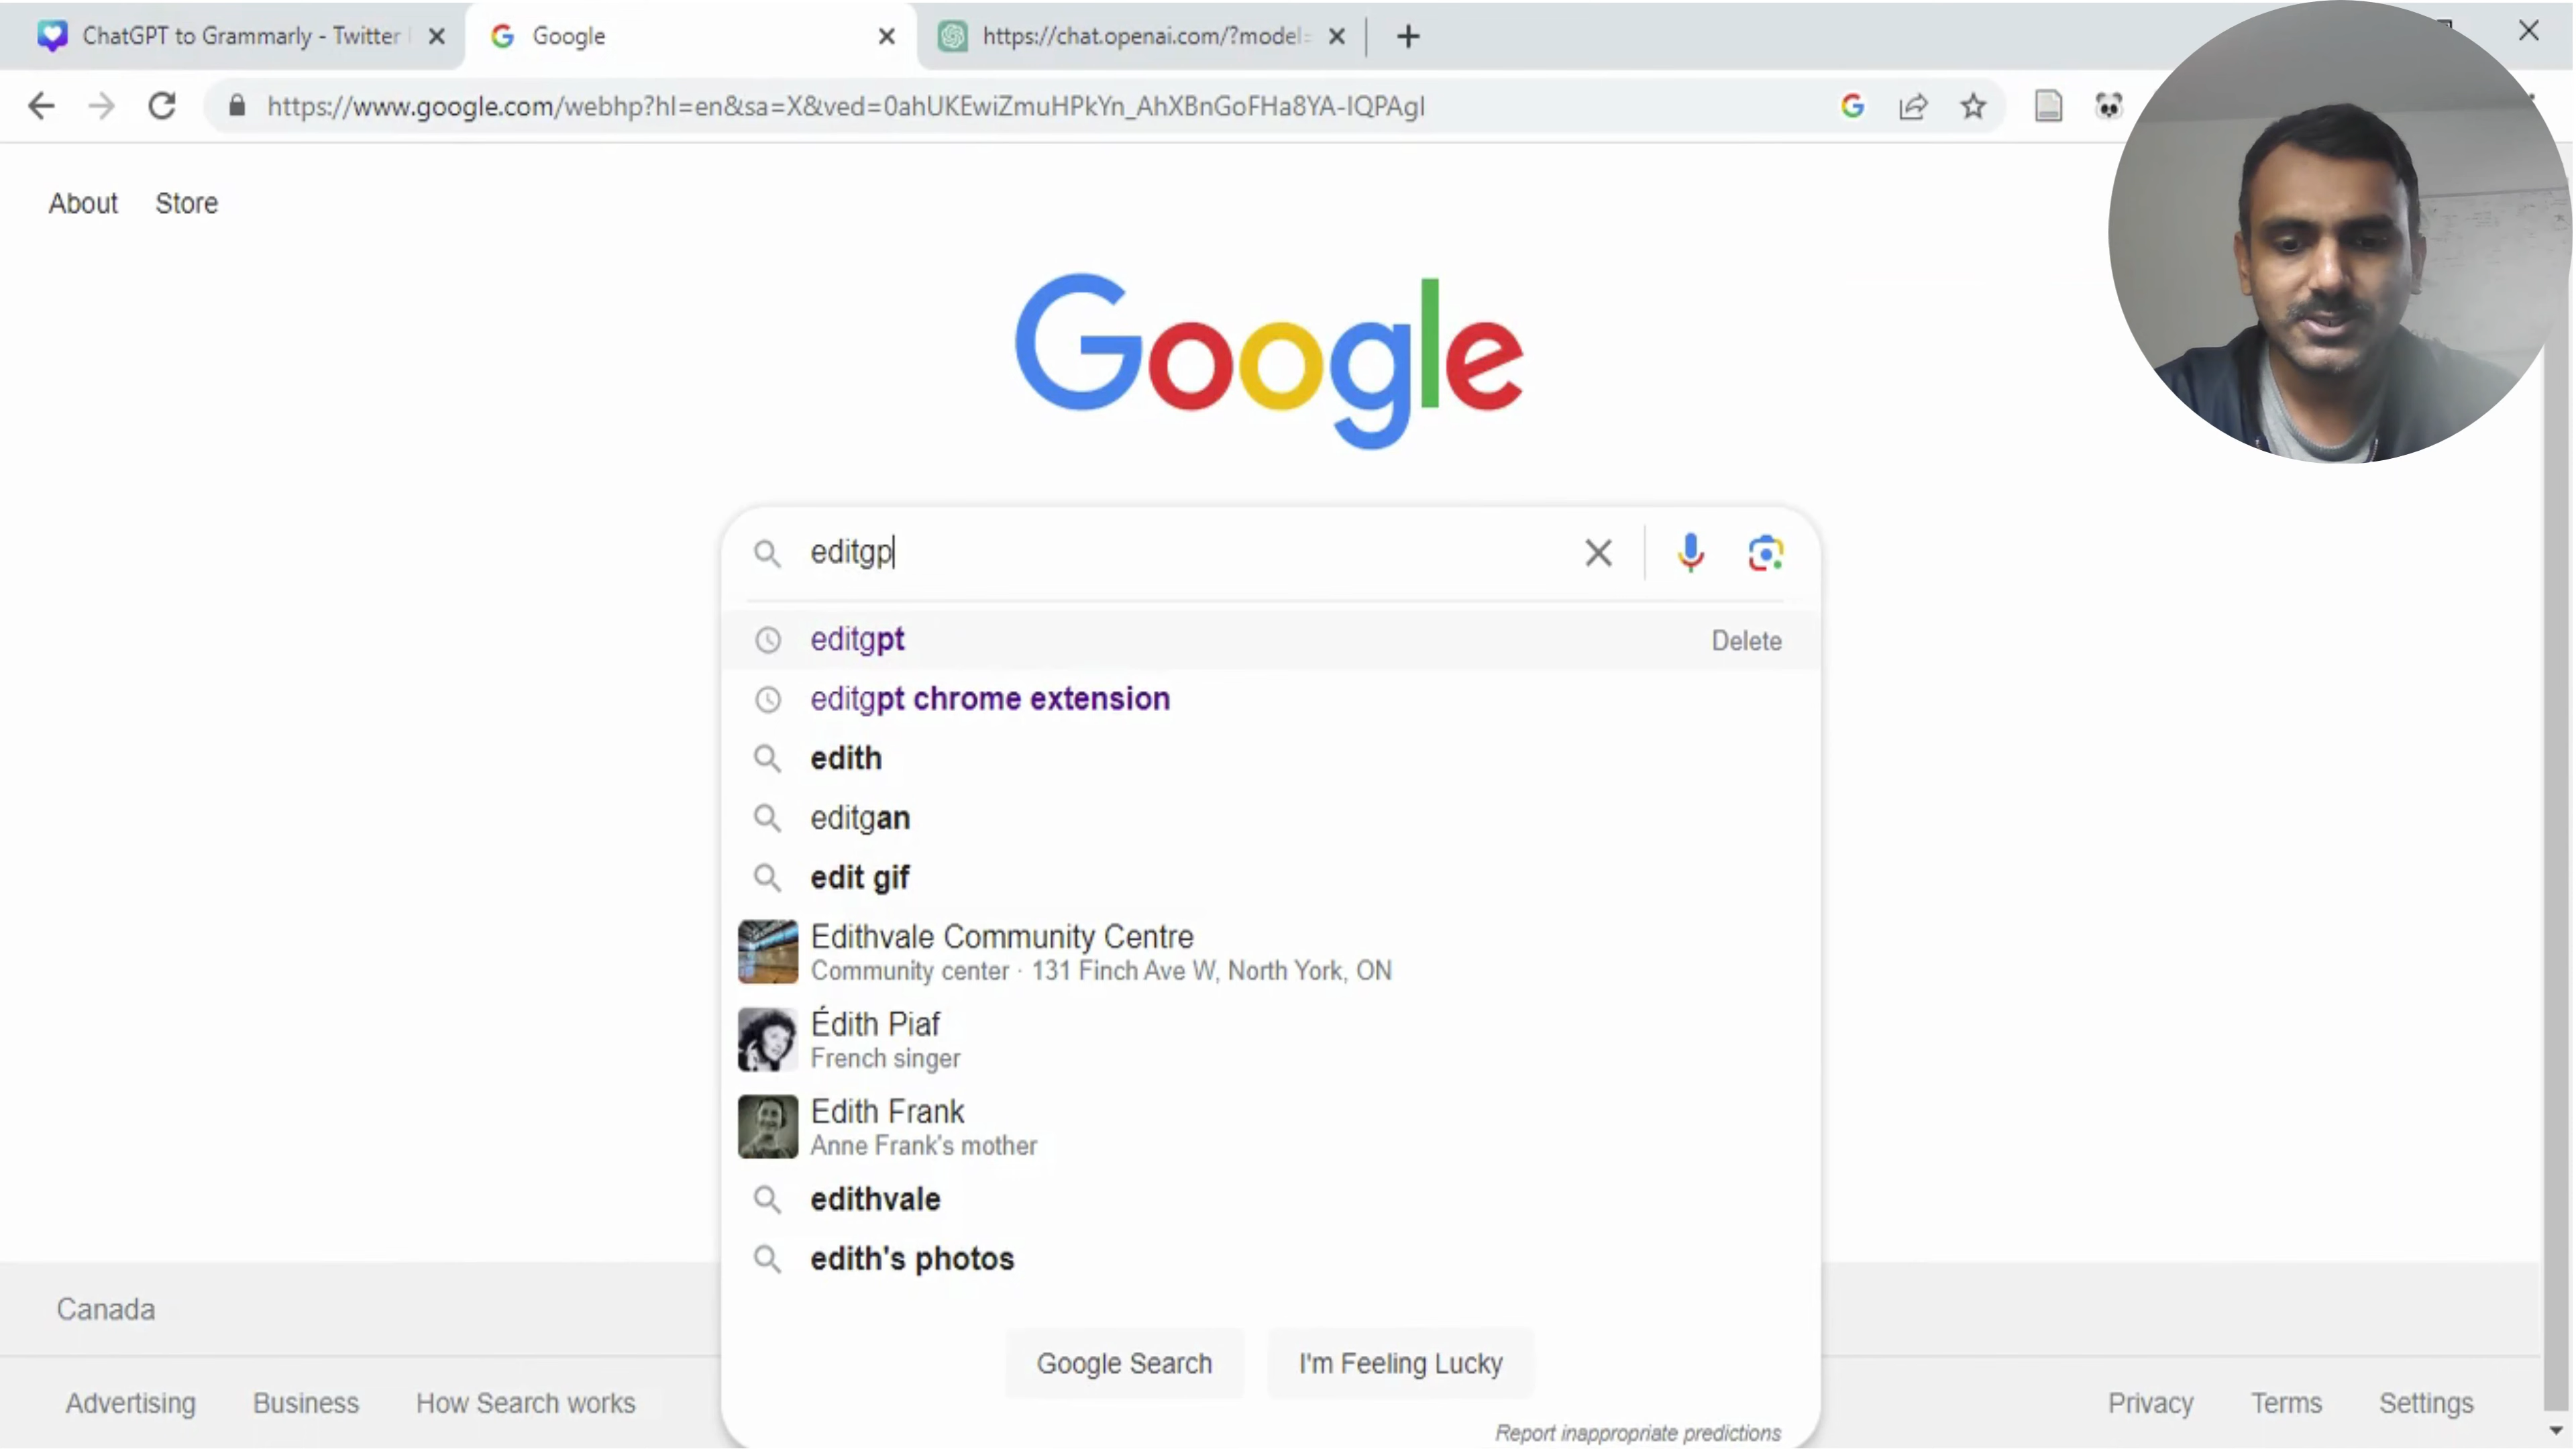 ChatGPT to Grammarly - Twitter
Google
https://chat.openai.com/?model=
https://www.google.com/webhp?hl=en&sa=X&ved=0ahUKEwiZmuHPkYn_AhXBnGoFHa8YA-IQPAgI
About Store
Google
editgp
editgpt Delete
editgpt chrome extension
edith
editgan
edit gif
Edithvale Community Centre
Community center · 131 Finch Ave W, North York, ON
Édith Piaf
French singer
Edith Frank
Anne Frank's mother
edithvale
edith's photos
Google Search I'm Feeling Lucky
Report inappropriate predictions
Canada
Advertising Business How Search works Privacy Terms Settings